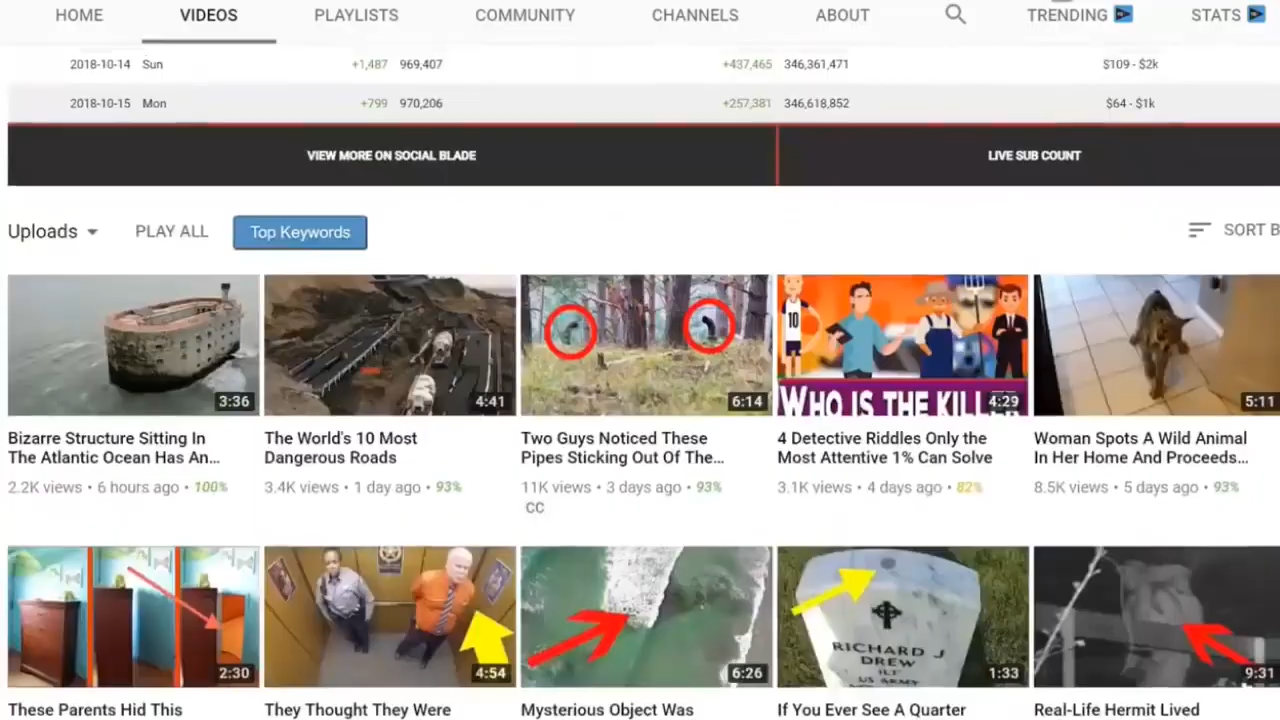 HOME VIDEOS PLAYLISTS COMMUNITY CHANNELS ABOUT TRENDING STATS
2018-10-14 Sun +1,487 969,407 +437,465 346,361,471 $109 - $2k
2018-10-15 Mon +799 970,206 +257,381 346,618,852 $64 - $1k
VIEW MORE ON SOCIAL BLADE LIVE SUB COUNT
Uploads PLAY ALL Top Keywords SORT B
10
WHO IS THE KILLER
3:36 4:41 6:14 4:29 5:11
Bizarre Structure Sitting In The World's 10 Most Two Guys Noticed These 4 Detective Riddles Only the Woman Spots A Wild Animal
The Atlantic Ocean Has An... Dangerous Roads Pipes Sticking Out Of The... Most Attentive 1% Can Solve In Her Home And Proceeds...
2.2K views • 6 hours ago • 100% 3.4K views • 1 day ago • 93% 11K views • 3 days ago • 93% 3.1K views • 4 days ago • 82% 8.5K views • 5 days ago • 93%
CC
RICHARD J
DREW
US ARMY
2:30 4:54 6:26 1:33 9:31
These Parents Hid This They Thought They Were Mysterious Object Was If You Ever See A Quarter Real-Life Hermit Lived